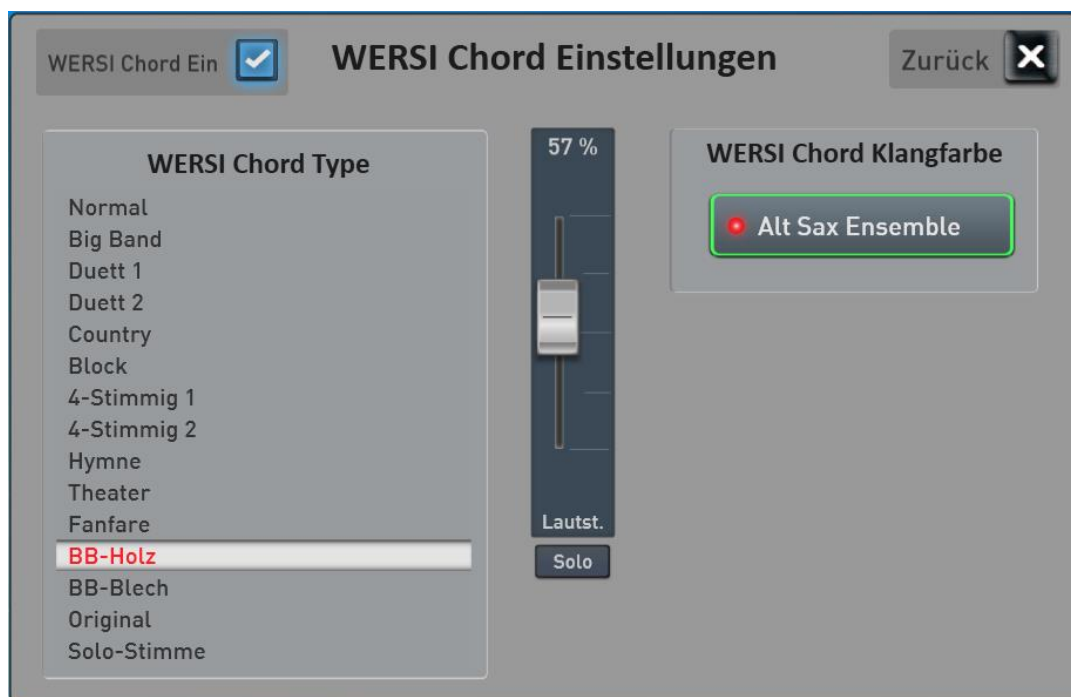 WERSI Chord Ein
WERSI Chord Einstellungen
Zurück
WERSI Chord Type
Normal
Big Band
Duett 1
Duett 2
Country
Block
4-Stimmig 1
4-Stimmig 2
Hymne
Theater
Fanfare
BB-Holz
BB-Blech
Original
Solo-Stimme
57 %
Lautst.
Solo
WERSI Chord Klangfarbe
Alt Sax Ensemble